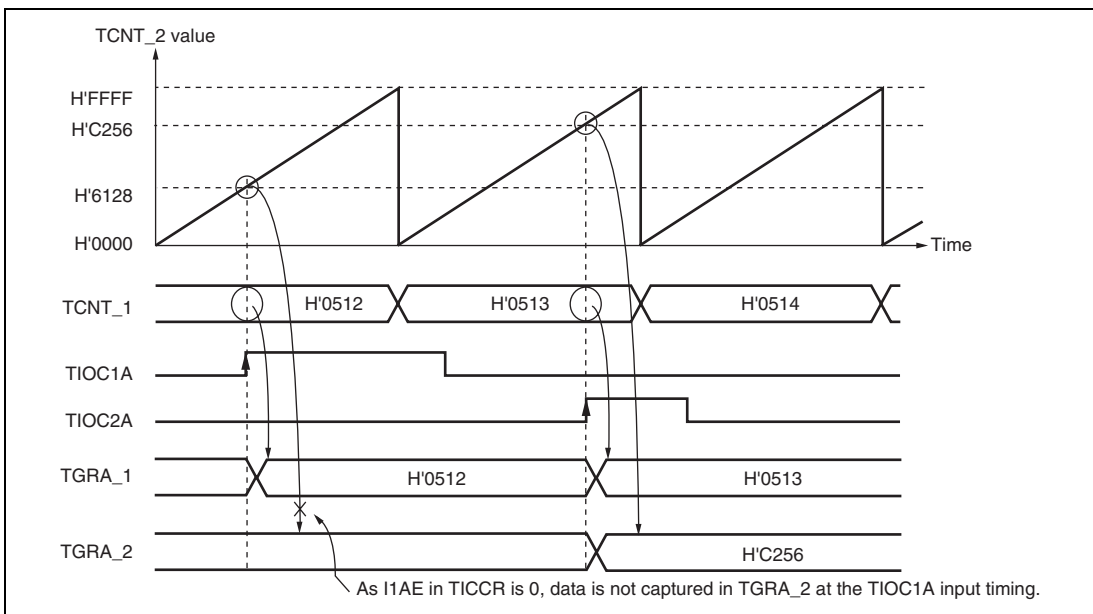 TCNT_2 value
H'FFFF
H'C256
H'6128
H'0000
Time
TCNT_1
H'0512
H'0513
H'0514
TIOC1A
TIOC2A
TGRA_1
H'0512
H'0513
TGRA_2
H'C256
As I1AE in TICCR is 0, data is not captured in TGRA_2 at the TIOC1A input timing.